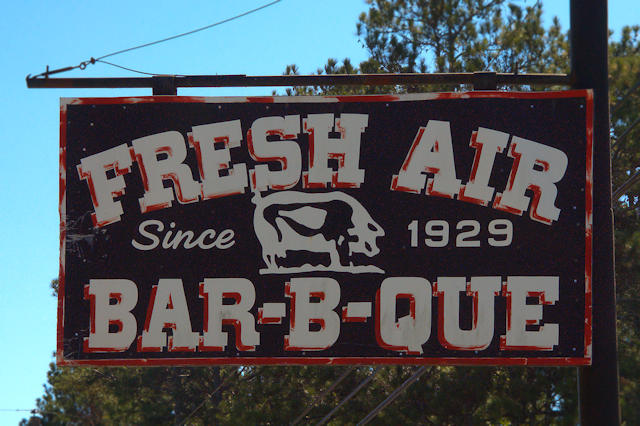 FRESH AIR
Since 1929
BAR-B-QUE